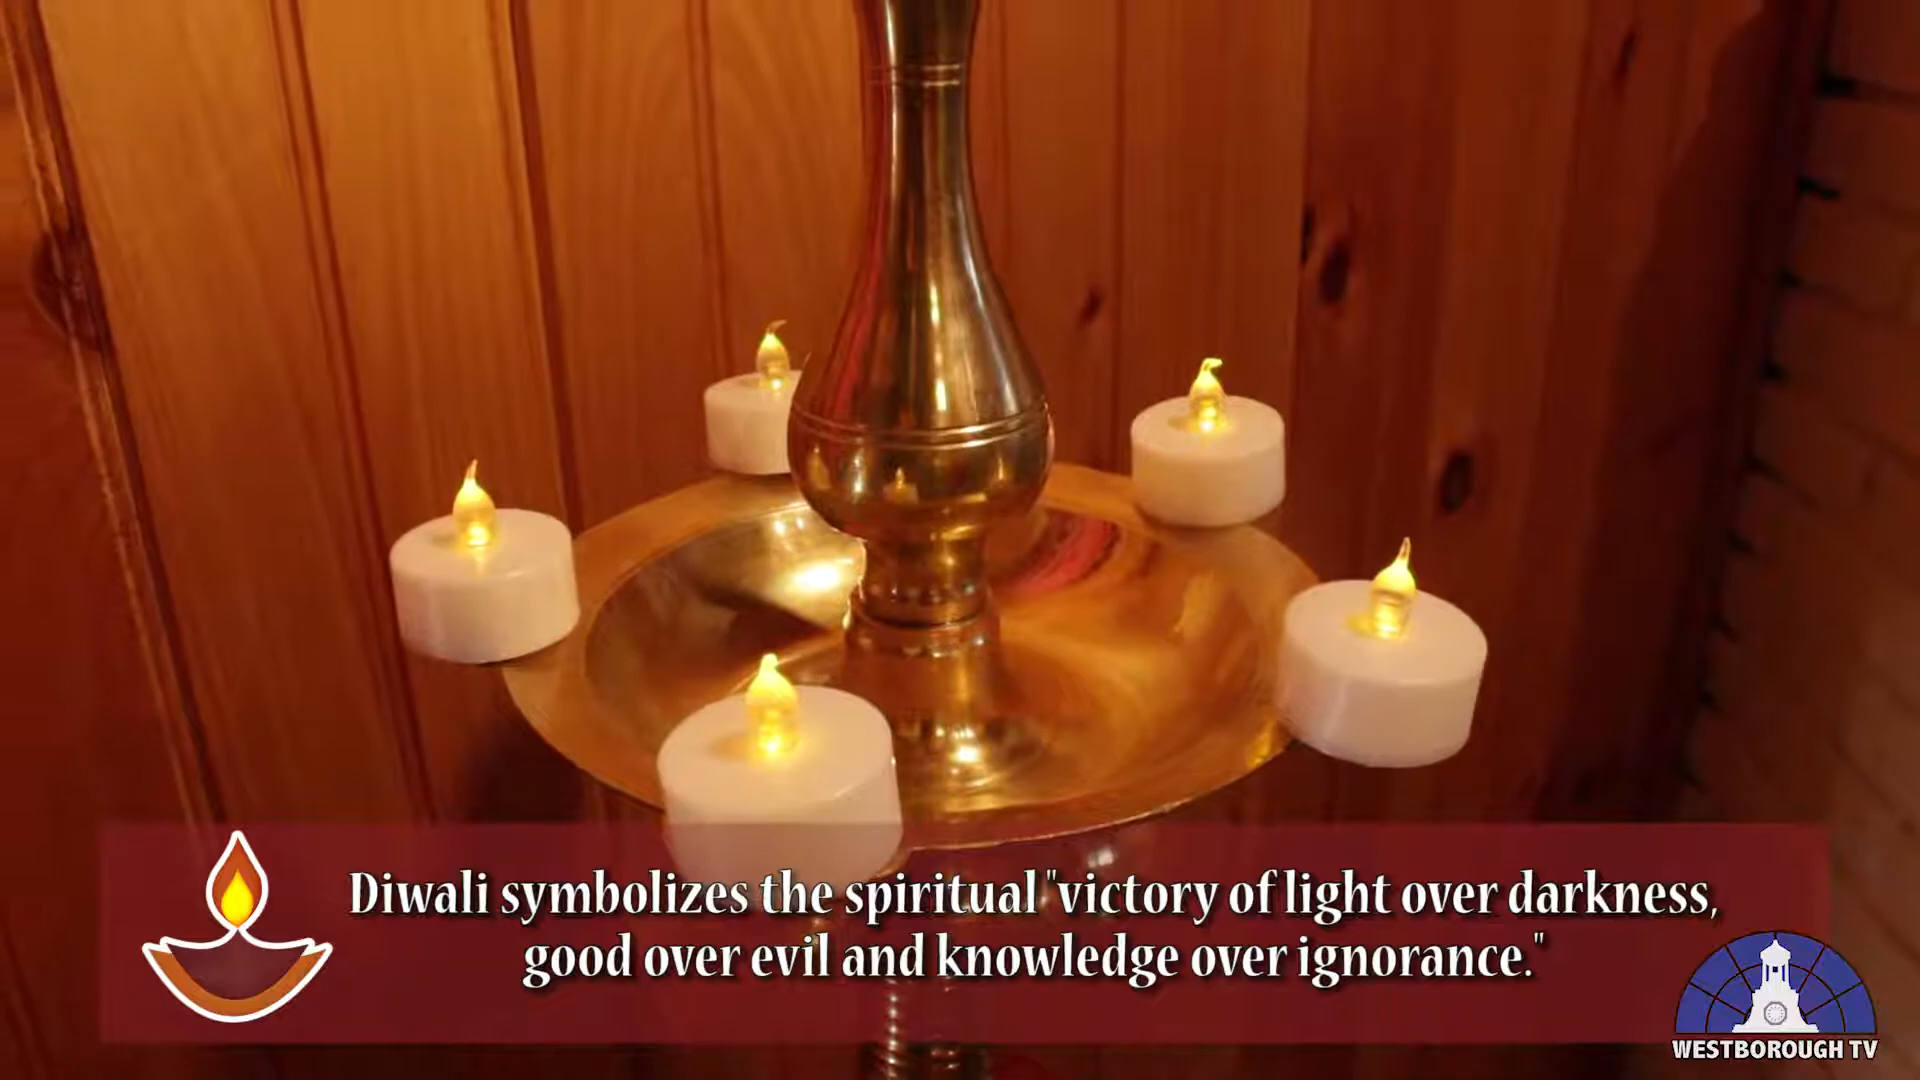 Diwali symbolizes the spiritual "victory of light over darkness,
good over evil and knowledge over ignorance."
WESTBOROUGH TV